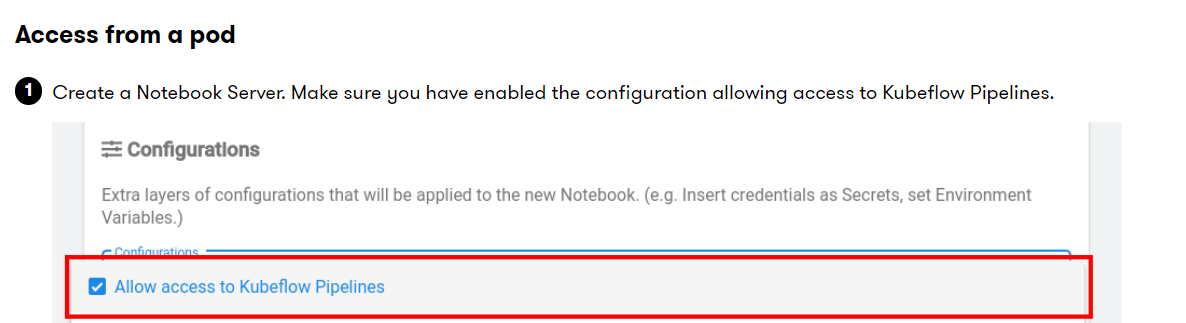 Access from a pod
1 Create a Notebook Server. Make sure you have enabled the configuration allowing access to Kubeflow Pipelines.
Configurations
Extra layers of configurations that will be applied to the new Notebook. (e.g. Insert credentials as Secrets, set Environment
Variables.)
Configurations
Allow access to Kubeflow Pipelines